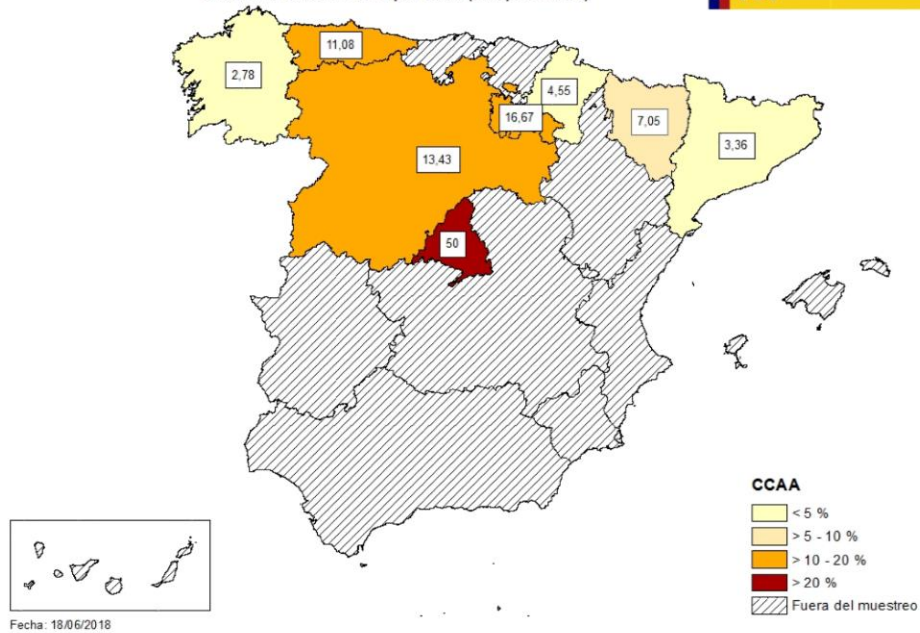 11,08
2,78
4,55
16,67
7,05
3,36
13,43
50
CCAA
< 5 %
> 5 - 10 %
> 10 - 20 %
> 20 %
Fuera del muestreo
Fecha: 18/06/2018